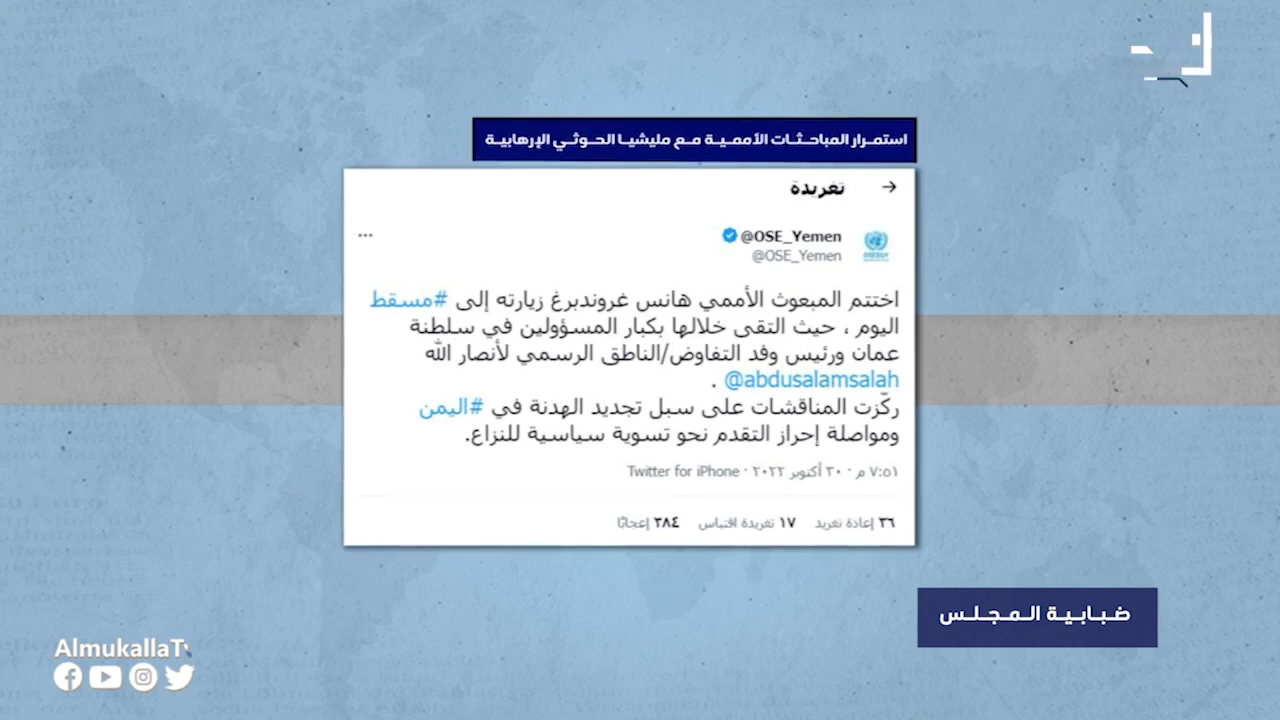 استمرار المباحثات الأممية مع مليشيا الحوثي الإرهابية
تغريدة
@OSE_Yemen
@OSE_Yemen
اختتم المبعوث الأممي هانس غروندبرغ زيارته إلى #مسقط
اليوم ، حيث التقى خلالها بكبار المسؤولين في سلطنة
عمان ورئيس وفد التفاوض/الناطق الرسمي لأنصار الله
@abdusalamsalah .
ركّزت المناقشات على سبل تجديد الهدنة في #اليمن
ومواصلة إحراز التقدم نحو تسوية سياسية للنزاع.
٧:٥١ م · ٣٠ أكتوبر ٢٠٢٢ · Twitter for iPhone
٣٦ إعادة تغريد ١٧ تغريدة اقتباس ٣٨٤ إعجابًا
ضبابية المجلس
AlmukallaTv